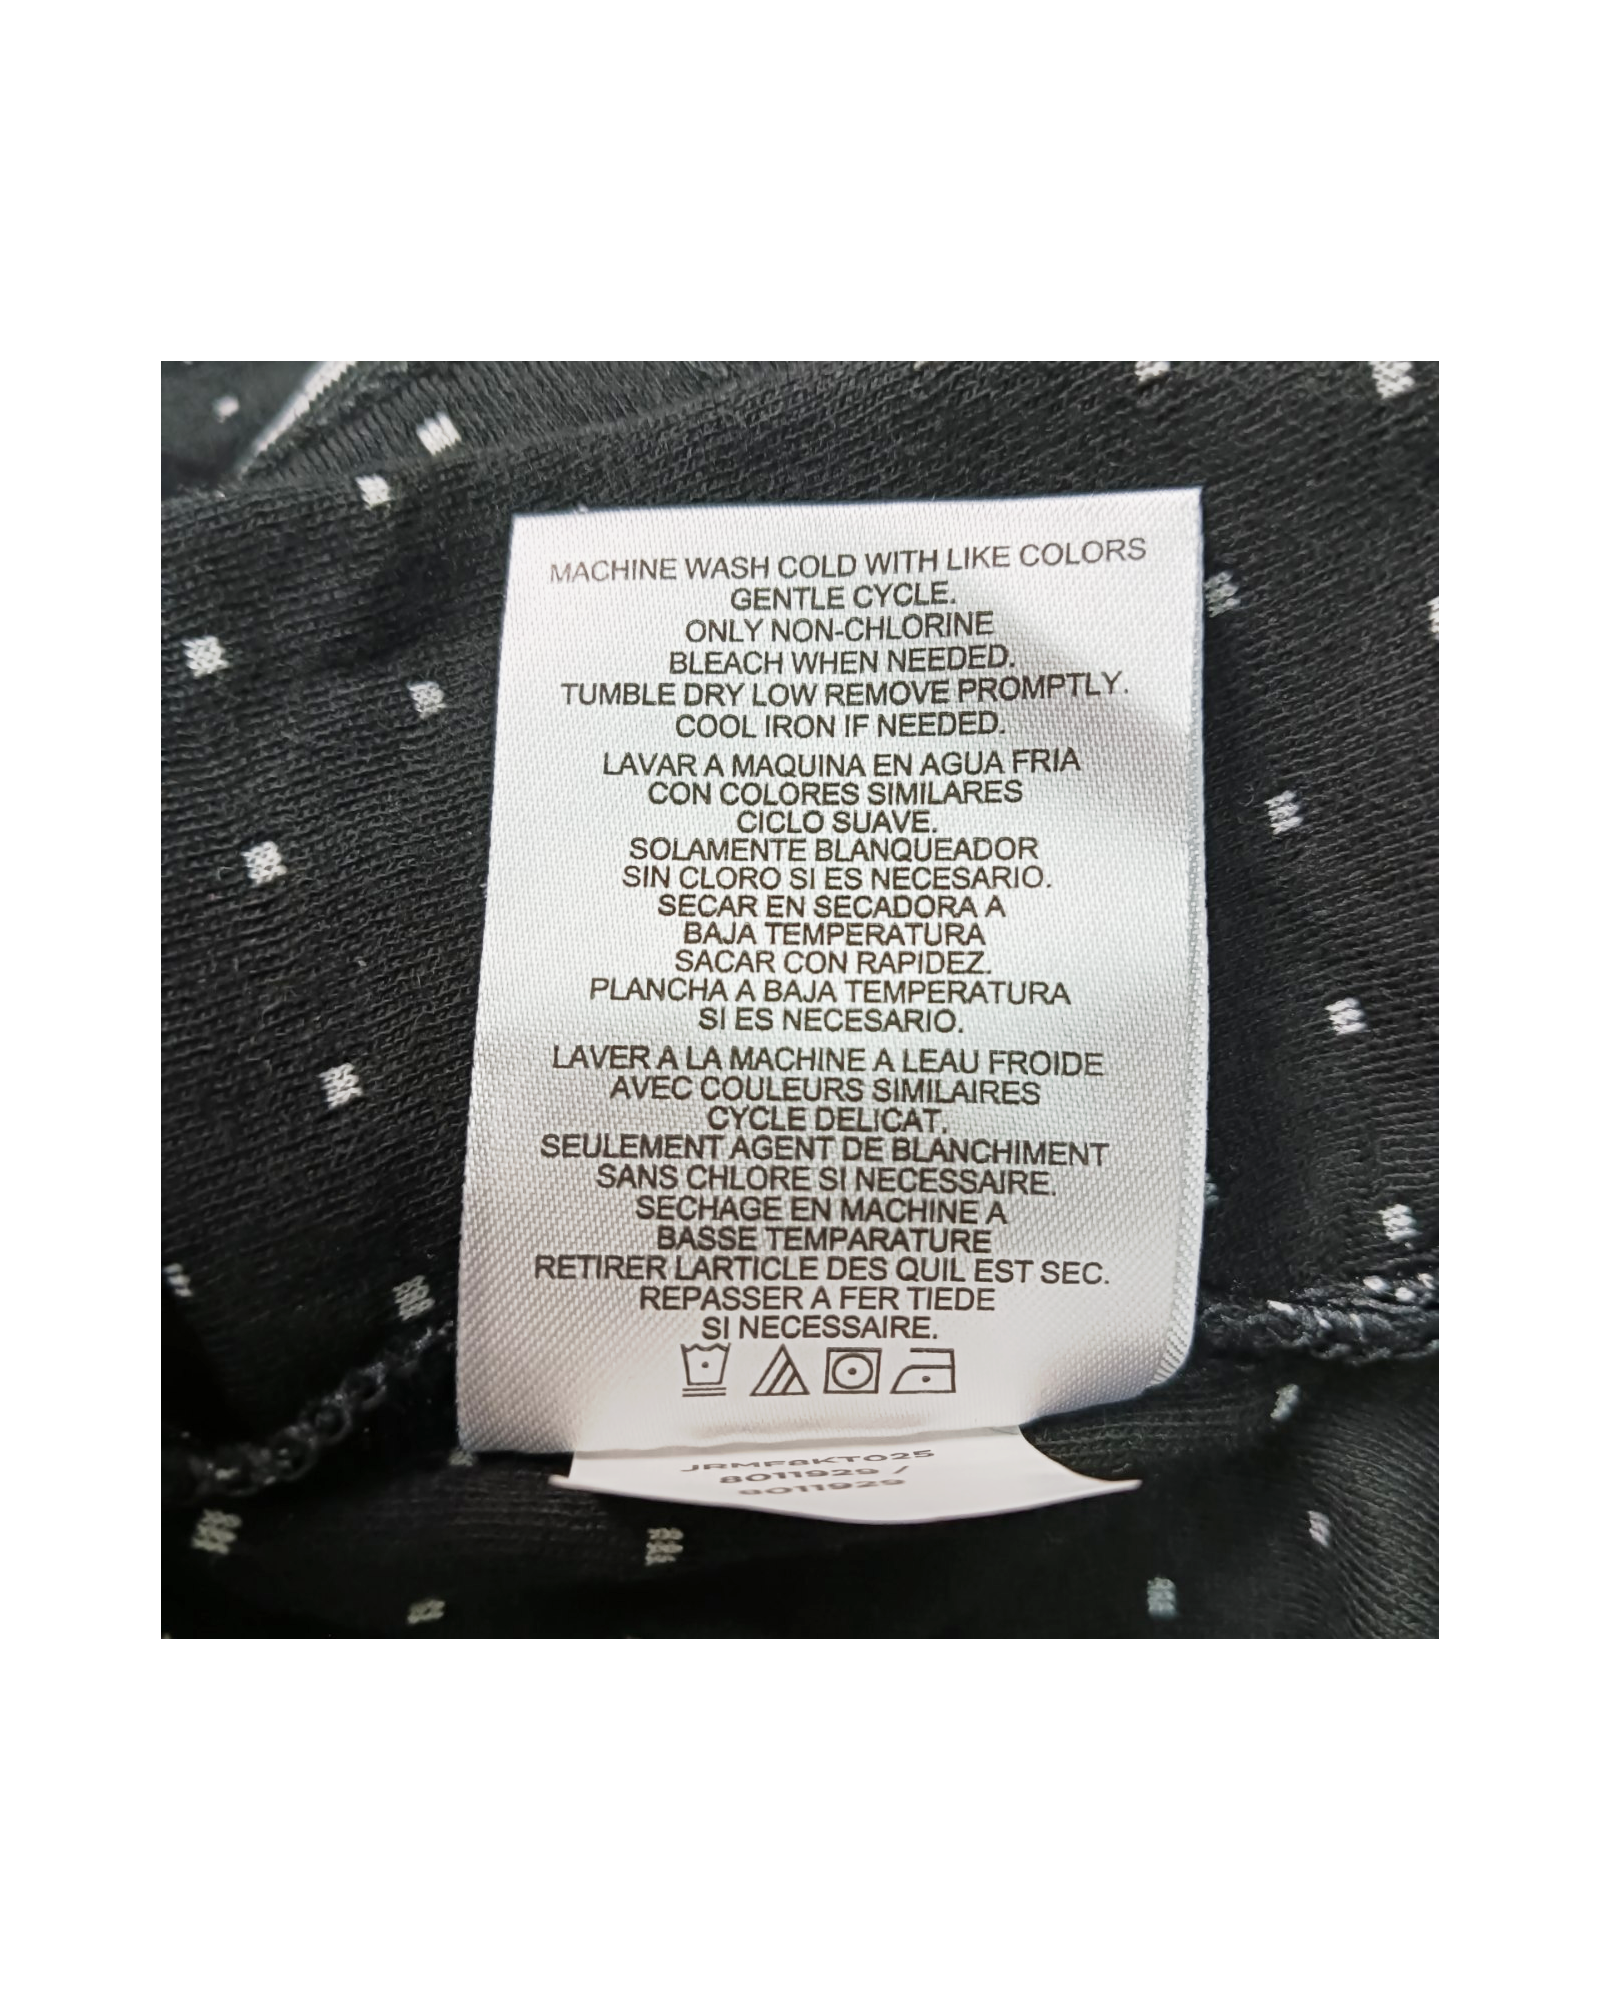 MACHINE WASH COLD WITH LIKE COLORS
GENTLE CYCLE.
ONLY NON-CHLORINE
BLEACH WHEN NEEDED.
TUMBLE DRY LOW REMOVE PROMPTLY.
COOL IRON IF NEEDED.
LAVAR A MAQUINA EN AGUA FRIA
CON COLORES SIMILARES
CICLO SUAVE.
SOLAMENTE BLANQUEADOR
SIN CLORO SI ES NECESARIO.
SECAR EN SECADORA A
BAJA TEMPERATURA
SACAR CON RAPIDEZ.
PLANCHA A BAJA TEMPERATURA
SI ES NECESARIO.
LAVER A LA MACHINE A LEAU FROIDE
AVEC COULEURS SIMILAIRES
CYCLE DELICAT.
SEULEMENT AGENT DE BLANCHIMENT
SANS CHLORE SI NECESSAIRE.
SECHAGE EN MACHINE A
BASSE TEMPARATURE
RETIRER LARTICLE DES QUIL EST SEC.
REPASSER A FER TIEDE
SI NECESSAIRE.
JRMF8KT025
8011929 /
8011929